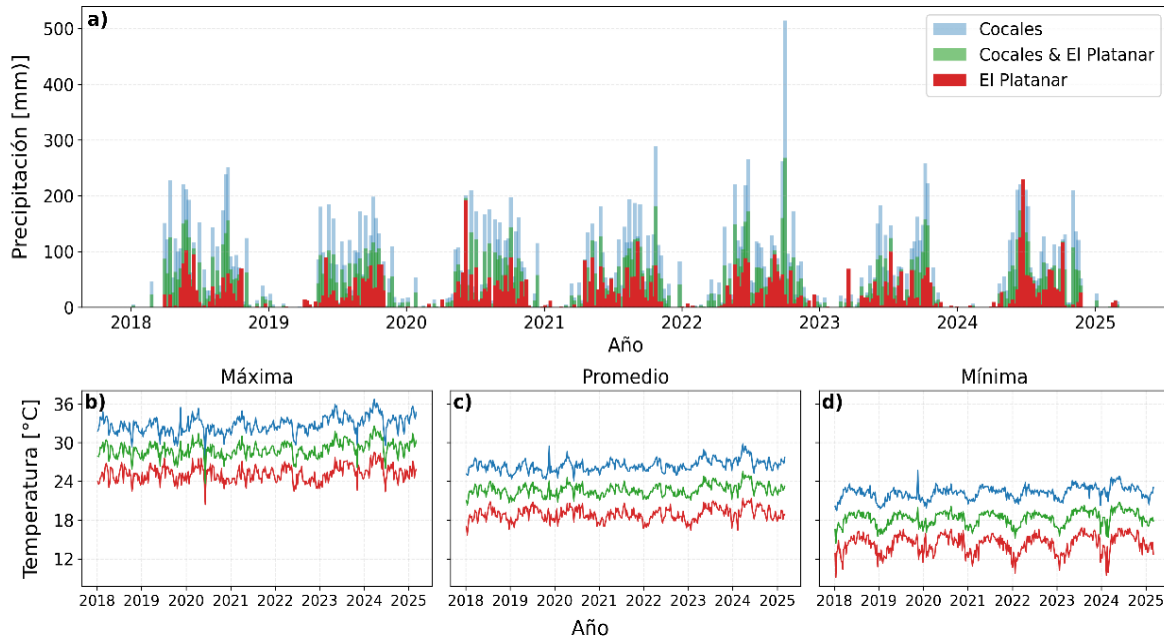 a)
Precipitación [mm)]
500
400
300
200
100
0
Cocales
Cocales & El Platanar
El Platanar
2018 2019 2020 2021 2022 2023 2024 2025
Año
Máxima Promedio Mínima
b) c) d)
Temperatura [°C]
36
30
24
18
12
2018 2019 2020 2021 2022 2023 2024 2025 2018 2019 2020 2021 2022 2023 2024 2025 2018 2019 2020 2021 2022 2023 2024 2025
Año